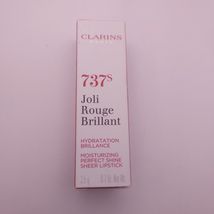 CLARINS
737S
Joli
Rouge
Brillant
HYDRATATION
BRILLANCE
MOISTURIZING
PERFECT SHINE
SHEER LIPSTICK